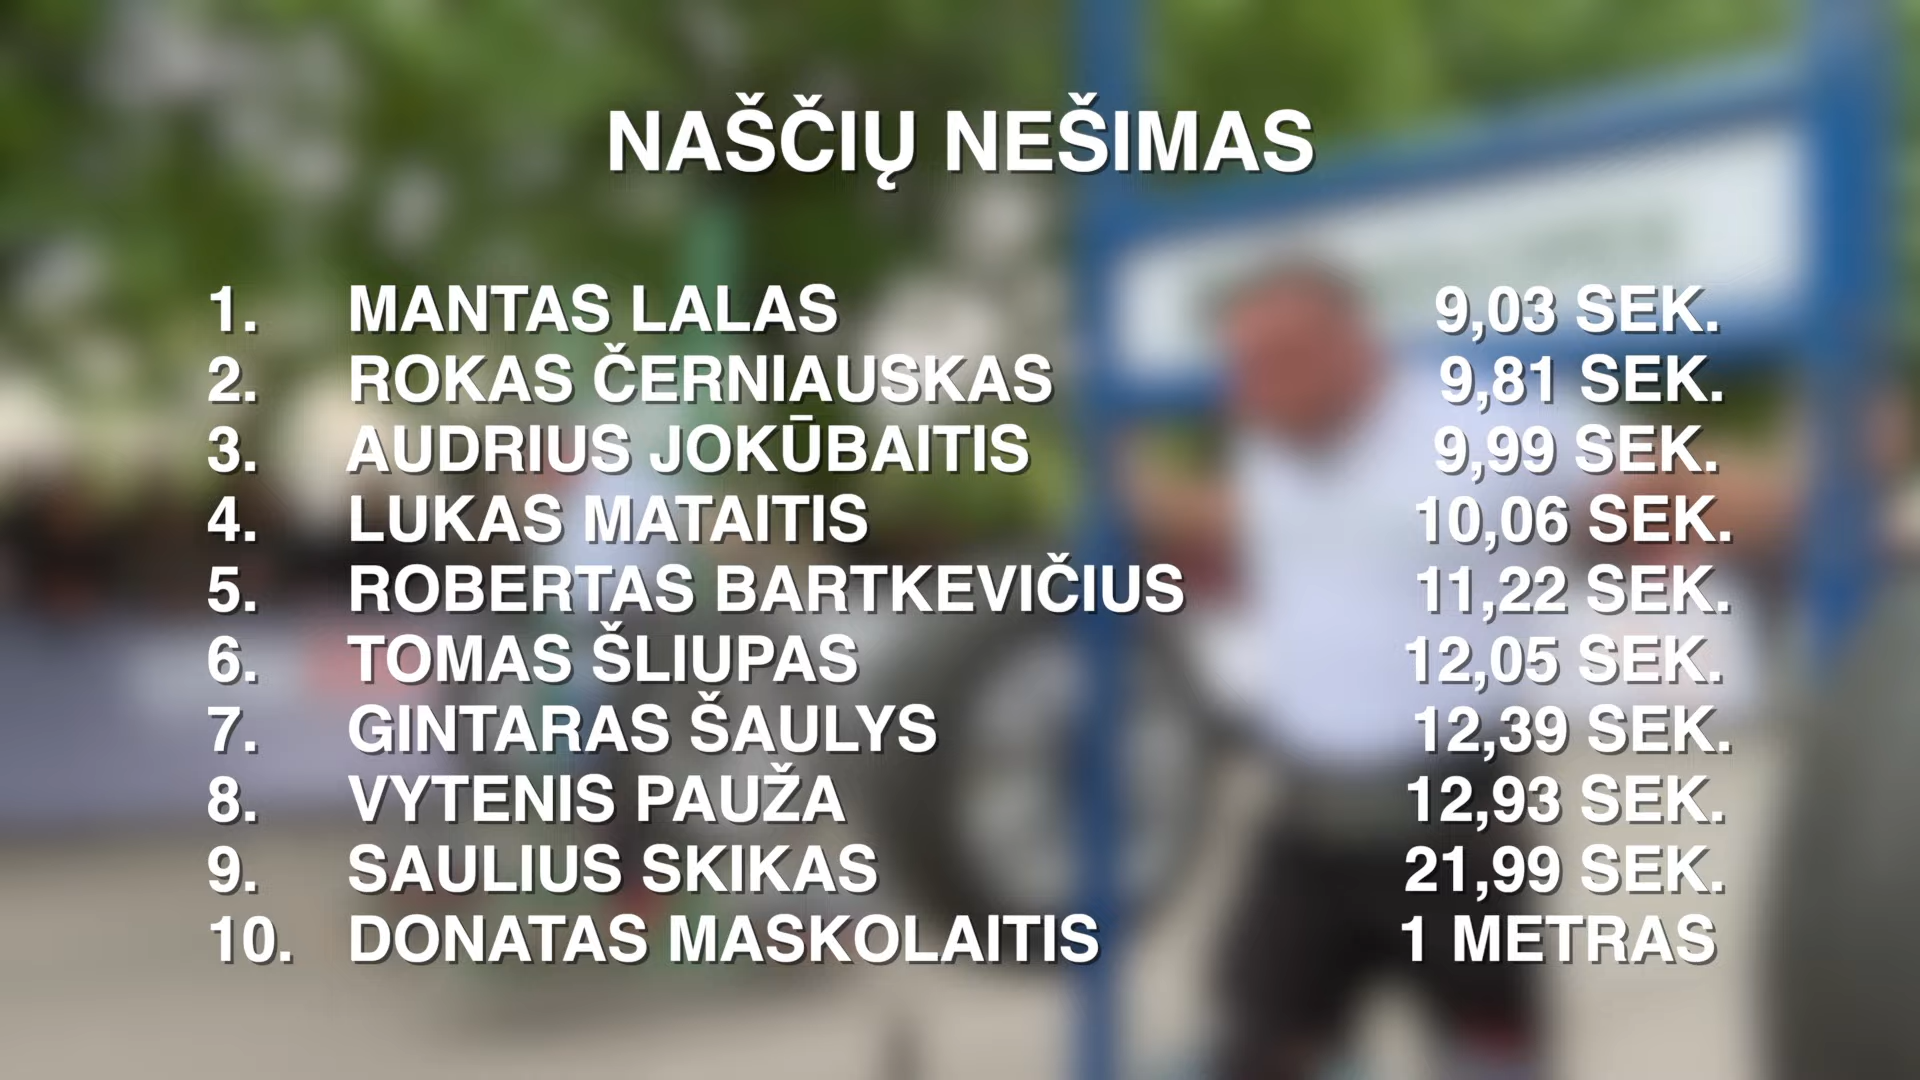 NAŠČIŲ NEŠIMAS
1. MANTAS LALAS 9,03 SEK.
2. ROKAS ČERNIAUSKAS 9,81 SEK.
3. AUDRIUS JOKŪBAITIS 9,99 SEK.
4. LUKAS MATAITIS 10,06 SEK.
5. ROBERTAS BARTKEVIČIUS 11,22 SEK.
6. TOMAS ŠLIUPAS 12,05 SEK.
7. GINTARAS ŠAULYS 12,39 SEK.
8. VYTENIS PAUŽA 12,93 SEK.
9. SAULIUS SKIKAS 21,99 SEK.
10. DONATAS MASKOLAITIS 1 METRAS